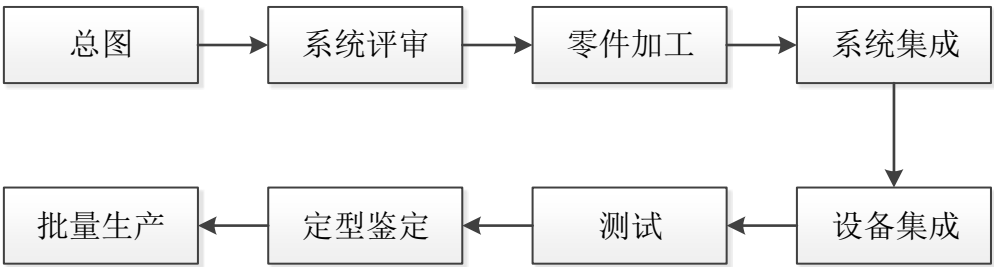 总图
系统评审
零件加工
系统集成
设备集成
测试
定型鉴定
批量生产